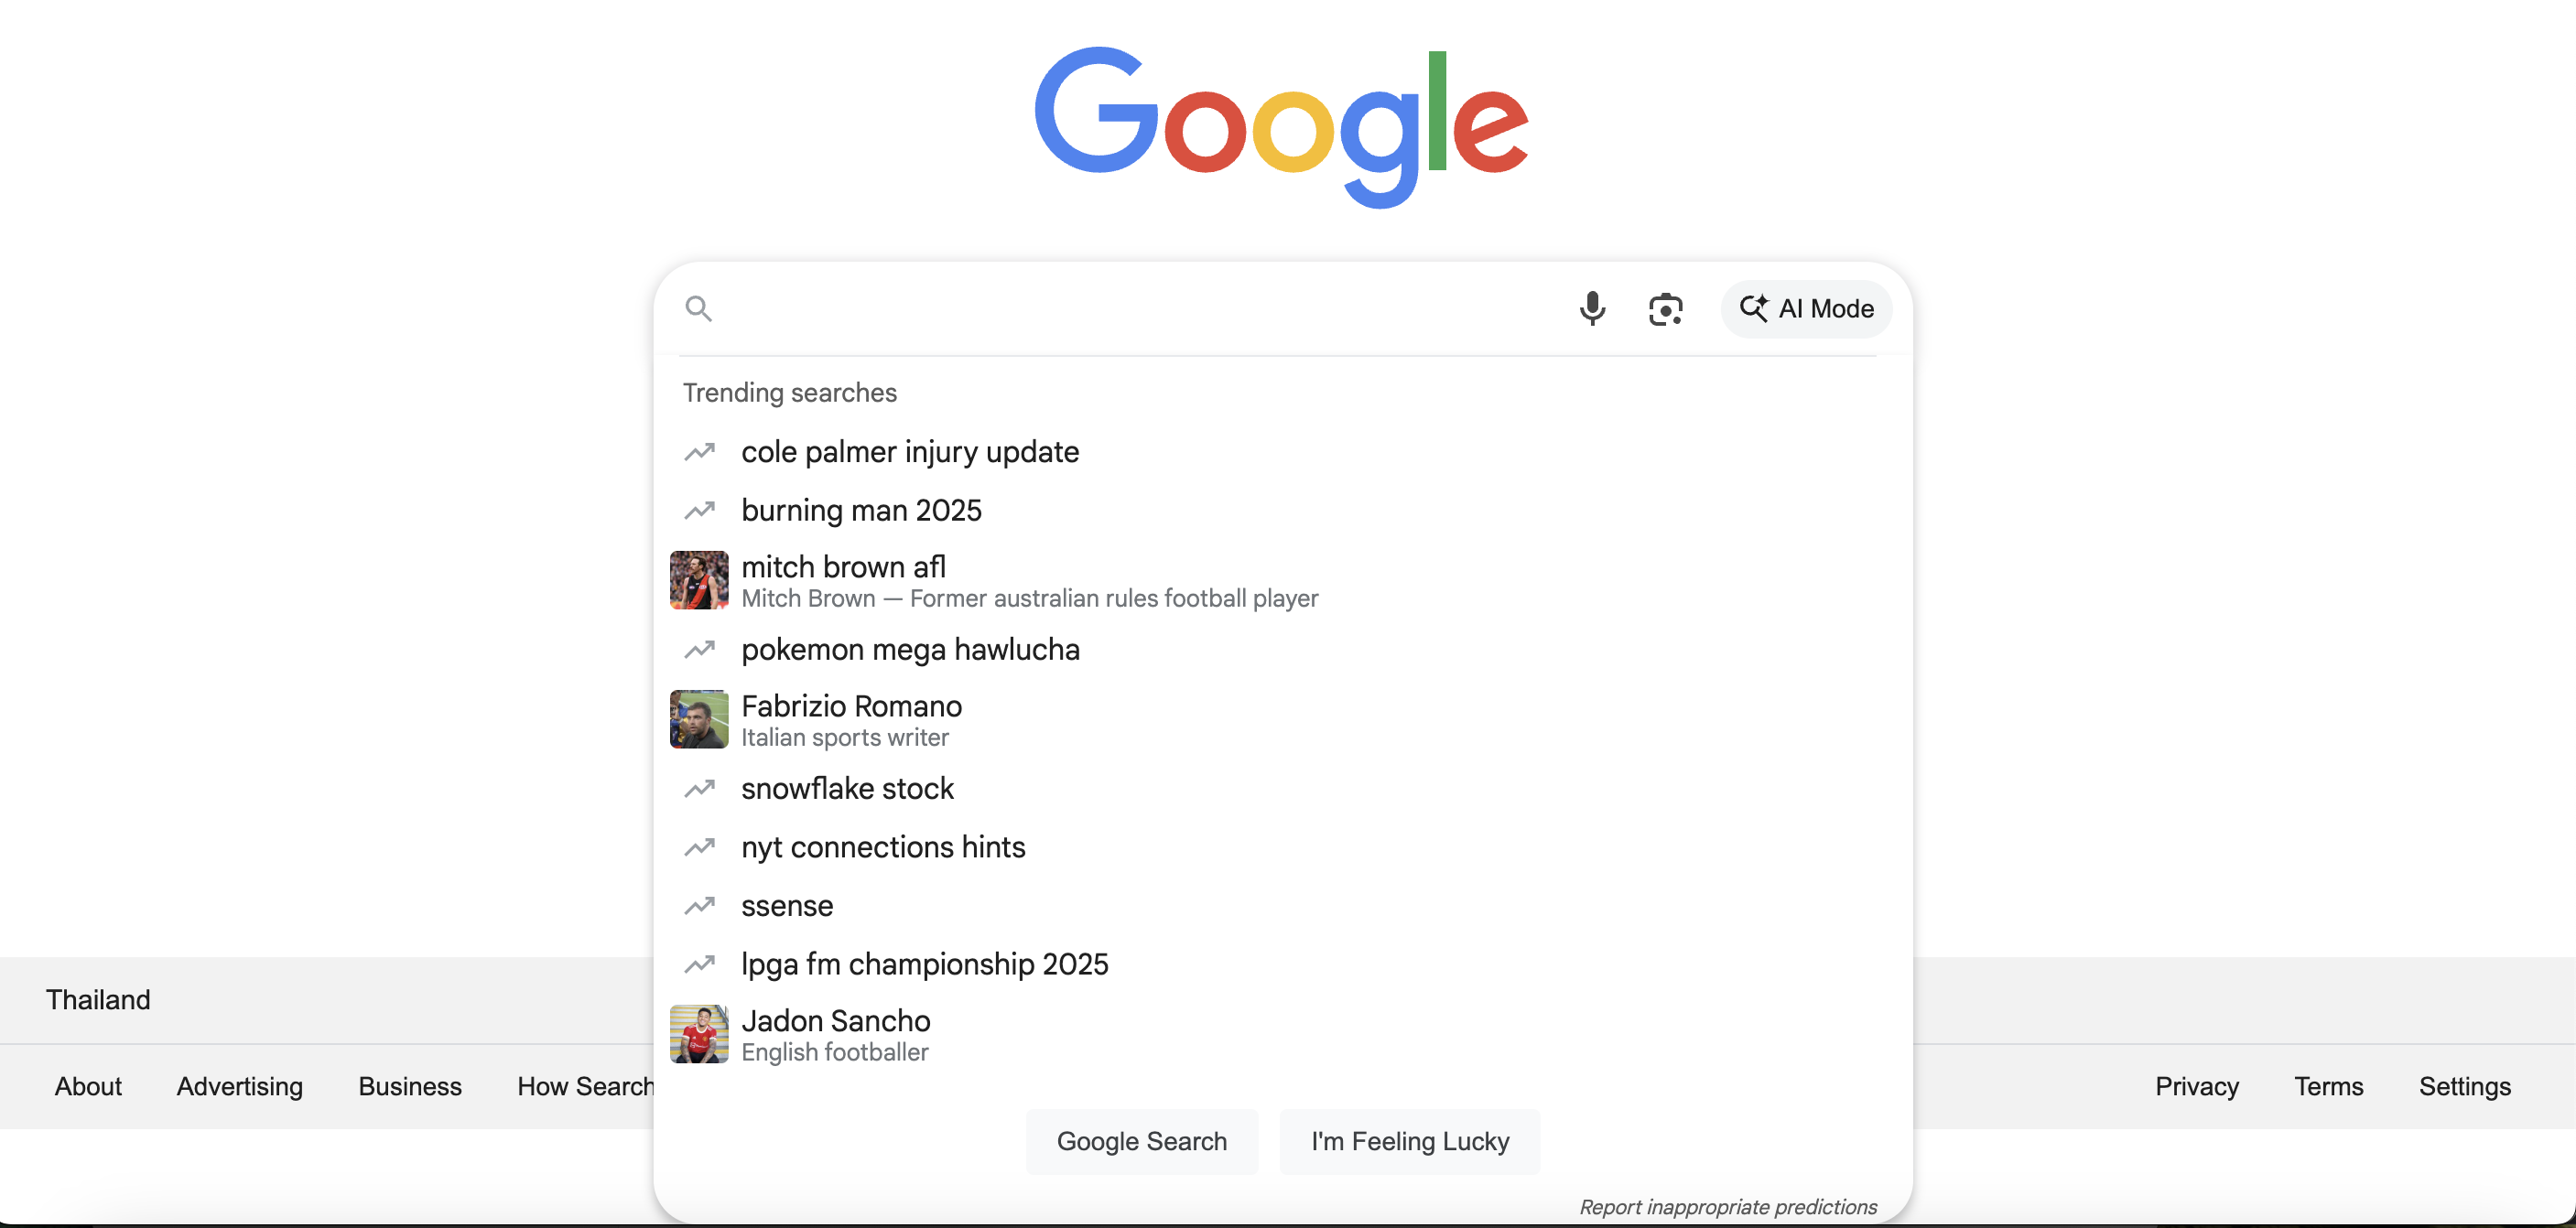 Google
AI Mode
Trending searches
cole palmer injury update
burning man 2025
mitch brown afl
Mitch Brown — Former australian rules football player
pokemon mega hawlucha
Fabrizio Romano
Italian sports writer
snowflake stock
nyt connections hints
ssense
lpga fm championship 2025
Jadon Sancho
English footballer
Google Search I'm Feeling Lucky
Report inappropriate predictions
Thailand
About Advertising Business How Search Privacy Terms Settings